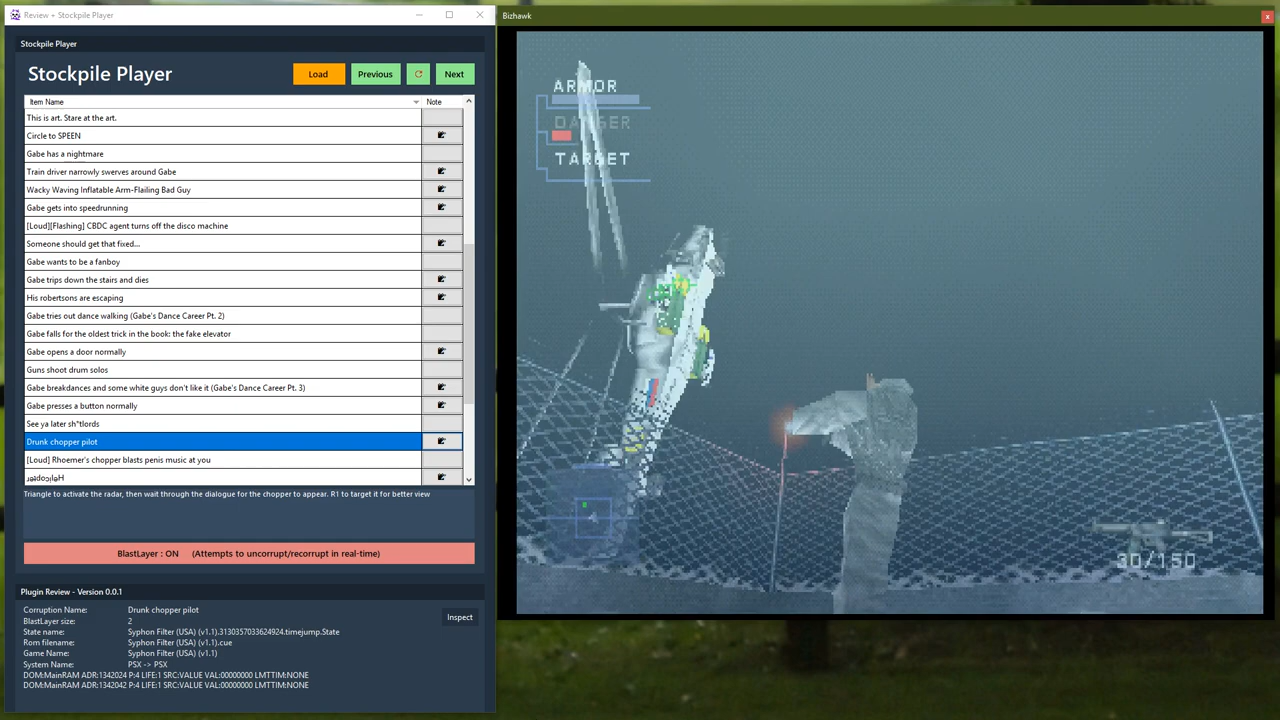 Review + Stockpile Player
Stockpile Player
Stockpile Player
Load
Previous
Next
Item Name
Note
This is art. Stare at the art.
Circle to SPEEN
Gabe has a nightmare
Train driver narrowly swerves around Gabe
Wacky Waving Inflatable Arm-Flailing Bad Guy
Gabe gets into speedrunning
[Loud][Flashing] CBDC agent turns off the disco machine
Someone should get that fixed...
Gabe wants to be a fanboy
Gabe trips down the stairs and dies
His robertsons are escaping
Gabe tries out dance walking (Gabe's Dance Career Pt. 2)
Gabe falls for the oldest trick in the book: the fake elevator
Gabe opens a door normally
Guns shoot drum solos
Gabe breakdances and some white guys don't like it (Gabe's Dance Career Pt. 3)
Gabe presses a button normally
See ya later sh*tlords
Drunk chopper pilot
[Loud] Rhoemer's chopper blasts penis music at you
Triangle to activate the radar, then wait through the dialogue for the chopper to appear. R1 to target it for better view
BlastLayer : ON (Attempts to uncorrupt/recorrupt in real-time)
Plugin Review - Version 0.0.1
Corruption Name: Drunk chopper pilot
BlastLayer size: 2
State name: Syphon Filter (USA) (v1.1).3130357033624924.timejump.State
Rom filename: Syphon Filter (USA) (v1.1).cue
Game Name: Syphon Filter (USA) (v1.1)
System Name: PSX -> PSX
DOM:MainRAM ADR:1342024 P:4 LIFE:1 SRC:VALUE VAL:00000000 LMTTIM:NONE
DOM:MainRAM ADR:1342042 P:4 LIFE:1 SRC:VALUE VAL:00000000 LMTTIM:NONE
Inspect
Bizhawk
ARMOR
DANGER
TARGET
30/150